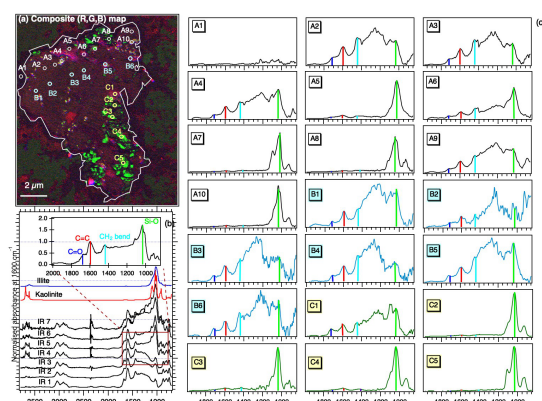 (a) Composite (R,G,B) map
A8 A9
A5 A6 A7 A10
A3 A4
A1 A2
B6
B5
B4
B3
B2
B1
C1
C2
C3
C4
C5
2 µm
(b)
Si-O
C=C
CH2 bend
C=O
2.0
1.5
1.0
0.5
0.0
2000 1800 1600 1400 1200 1000
Normalised absorbance at 1600 cm-1
Illite
Kaolinite
IR 7
IR 6
IR 5
IR 4
IR 3
IR 2
IR 1
(c
A1 A2 A3
A4 A5 A6
A7 A8 A9
A10 B1 B2
B3 B4 B5
B6 C1 C2
C3 C4 C5